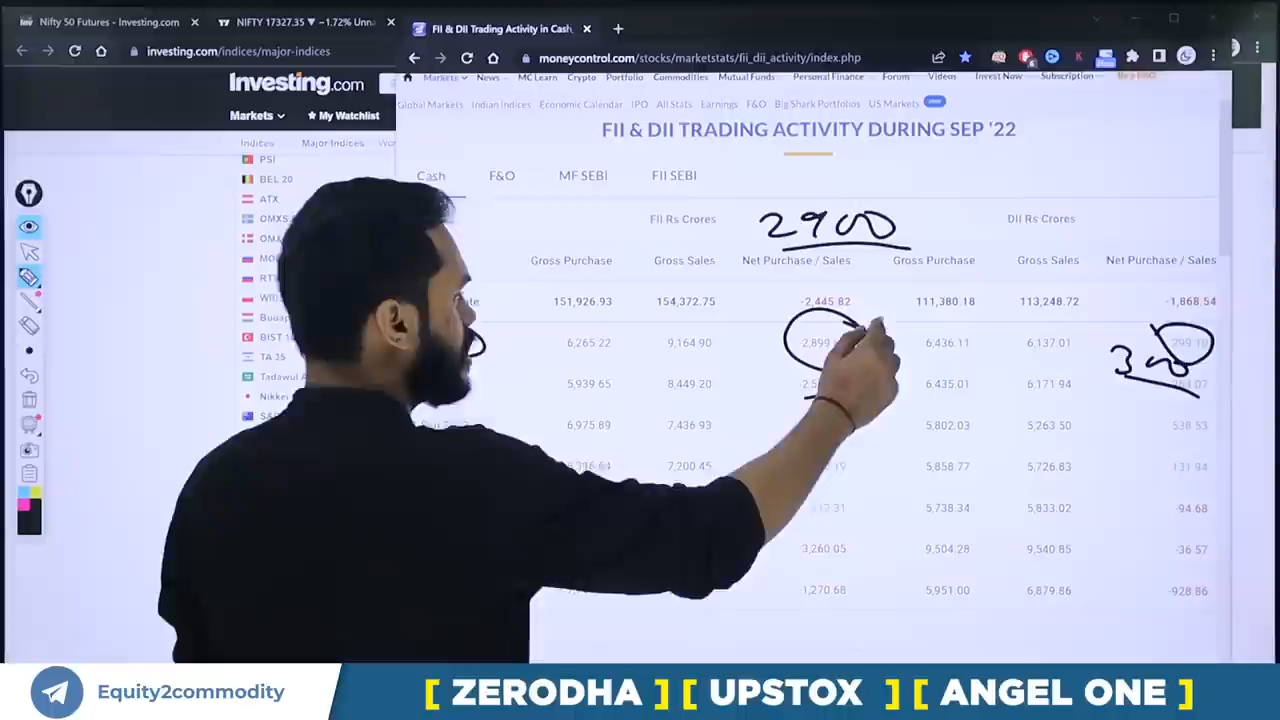 Nifty 50 Futures - Investing.com
NIFTY 17327.35 ▼ −1.72% Unna
FII & DII Trading Activity in Cash,
investing.com/indices/major-indices
moneycontrol.com/stocks/marketstats/fii_dii_activity/index.php
Investing.com
Markets
★ My Watchlist
Indices
Major Indices
PSI
BEL 20
ATX
TA 35
Markets
News
MC Learn
Crypto
Portfolio
Commodities
Mutual Funds
Personal Finance
Forum
Videos
Invest Now
Subscription
Global Markets
Indian Indices
Economic Calendar
IPO
All Stats
Earnings
F&O
Big Shark Portfolios
US Markets
FII & DII TRADING ACTIVITY DURING SEP '22
Cash
F&O
MF SEBI
FII SEBI
FII Rs Crores
2900
DII Rs Crores
Gross Purchase
Gross Sales
Net Purchase / Sales
Gross Purchase
Gross Sales
Net Purchase / Sales
151,926.93 154,372.75 -2,445.82 111,380.18 113,248.72 -1,868.54
6,265.22 9,164.90 6,436.11 6,137.01
300
5,939.65 8,449.20 6,435.01 6,171.94
6,975.89 7,436.93 5,802.03 5,263.50 538.53
7,200.45 5,858.77 5,726.83 131.94
5,738.34 5,833.02 -94.68
3,260.05 9,504.28 9,540.85 -36.57
-1,270.68 5,951.00 6,879.86 -928.86
Equity2commodity
[ ZERODHA ] [ UPSTOX ] [ ANGEL ONE ]